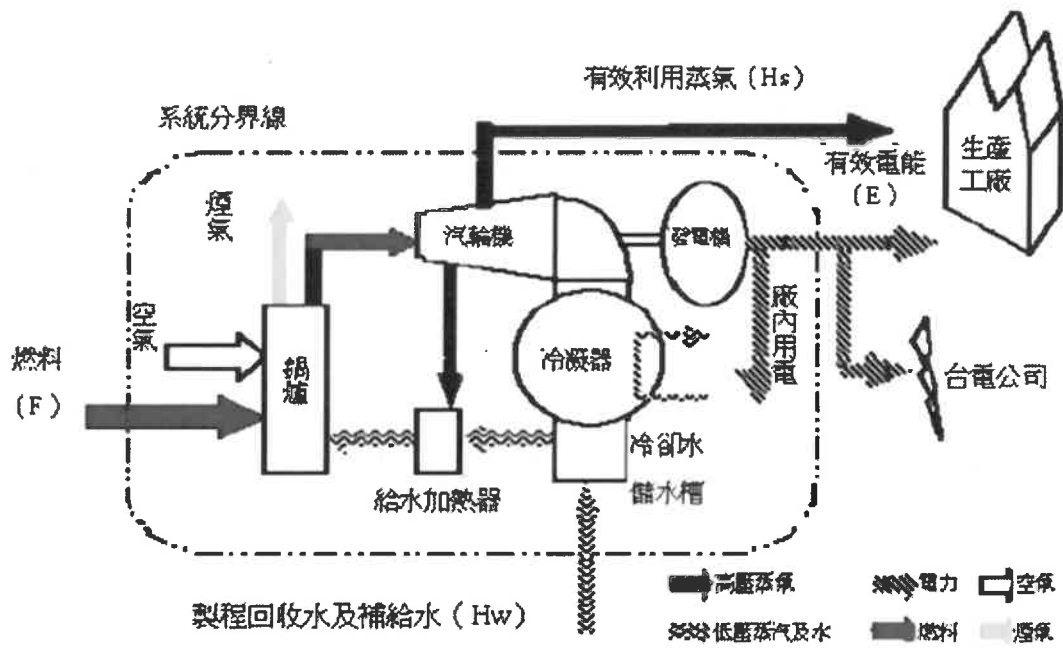 有效利用蒸氣(Hs)
系統分界線
生產
工廠
有效電能
(E)
煙氣
汽輪機
發電機
空氣
燃料
(F)
鍋爐
冷凝器
廠內用電
台電公司
冷卻水
儲水槽
給水加熱器
製程回收水及補給水(Hw)
高壓蒸氣
電力
空氣
低壓蒸汽及水
燃料
煙氣